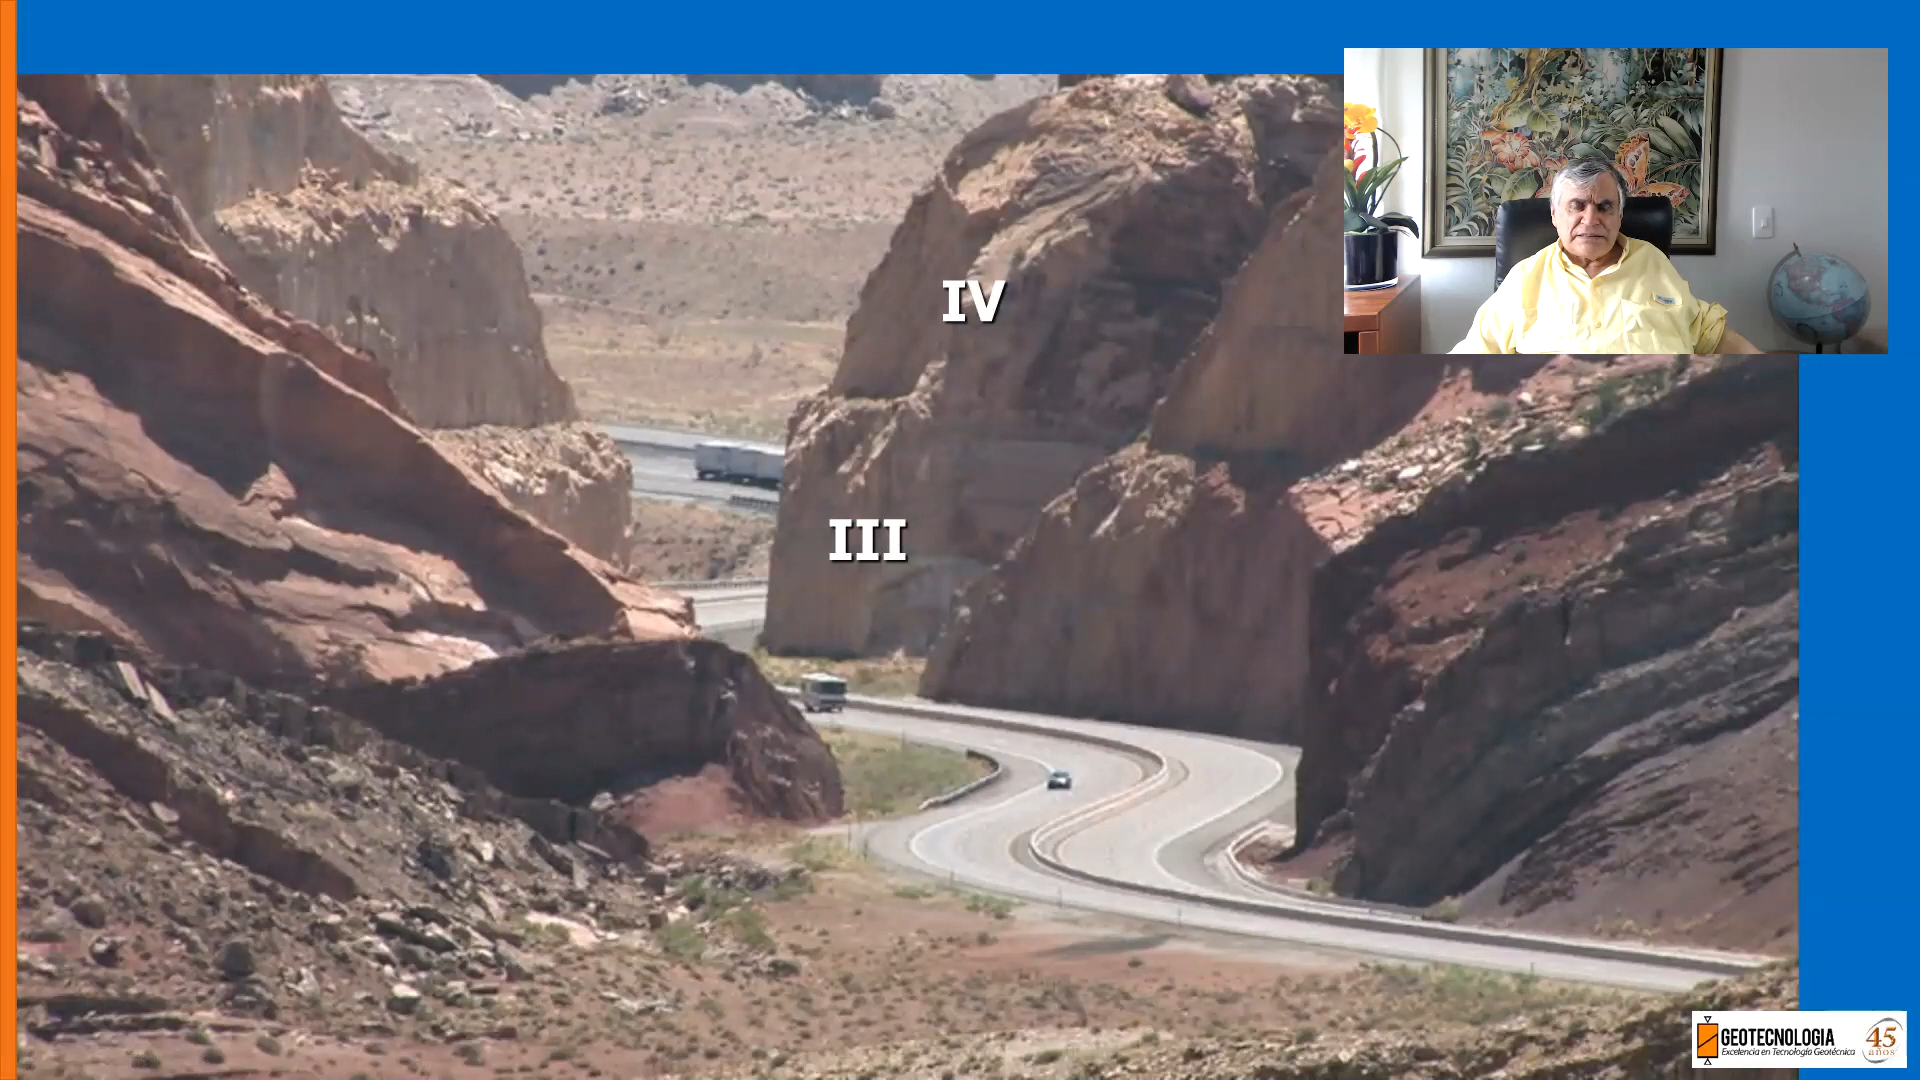 IV
III
GEOTECNOLOGIA
Excelencia en Tecnología Geotécnica
45
años